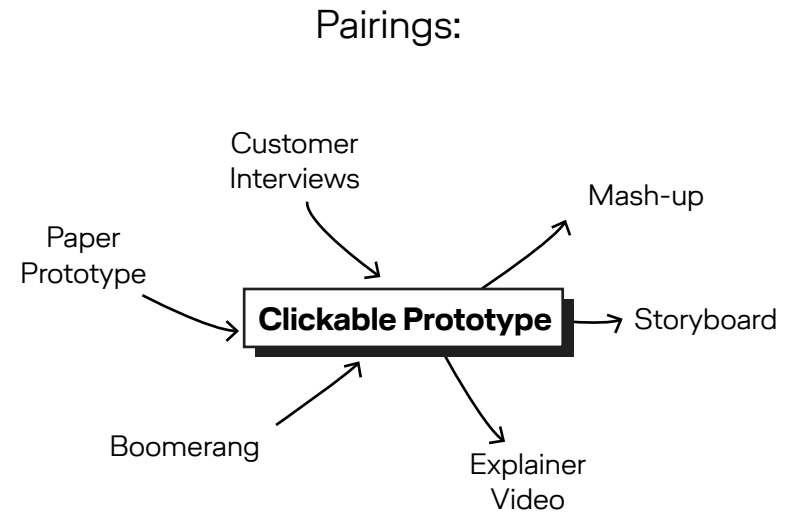 Pairings:
Customer
Interviews
Mash-up
Paper
Prototype
Clickable Prototype
Storyboard
Boomerang
Explainer
Video